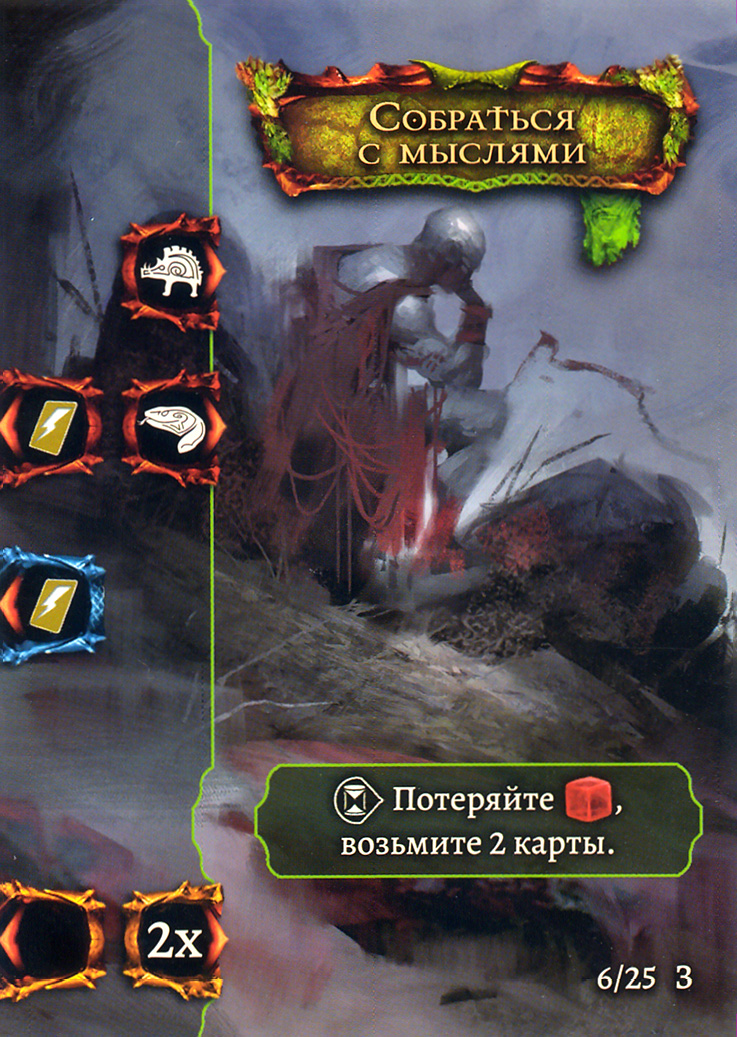 Собраться
с мыслями
Потеряйте ,
возьмите 2 карты.
2x
6/25 3